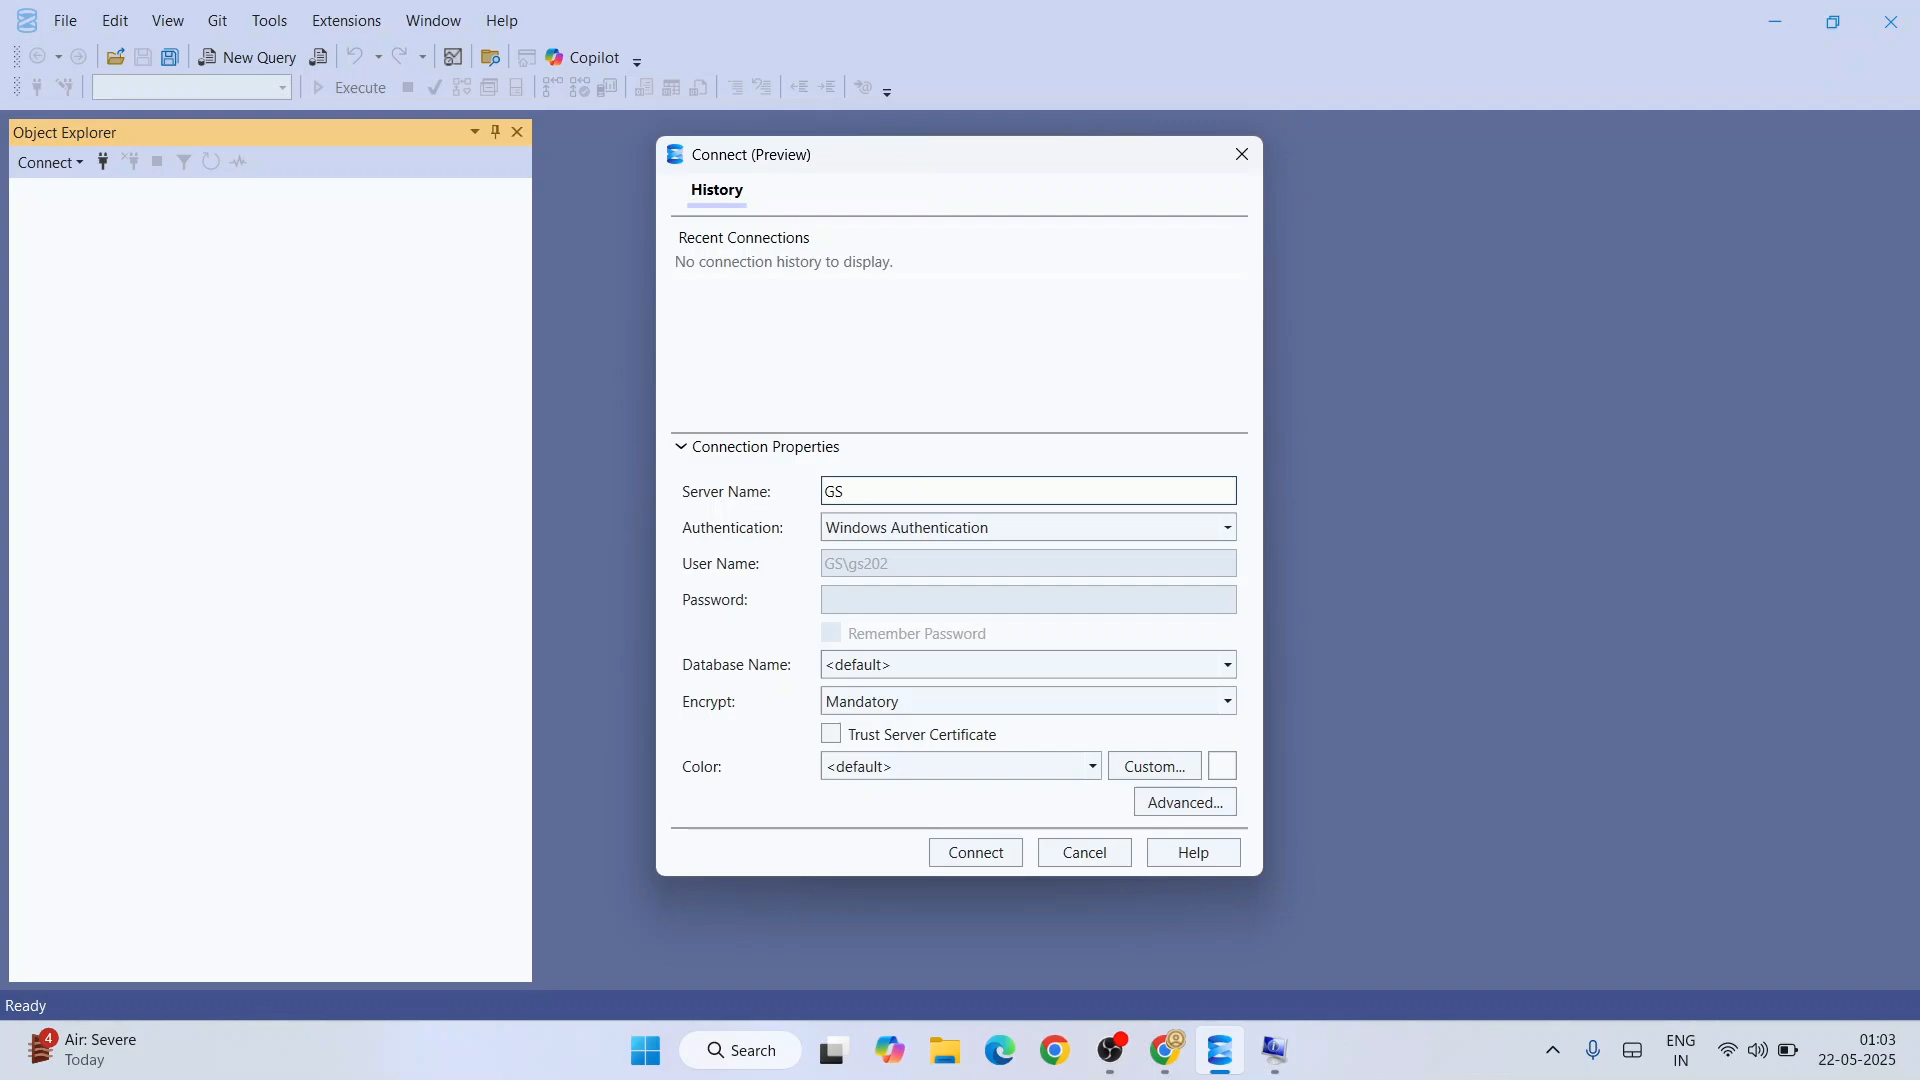 File Edit View Git Tools Extensions Window Help
New Query Copilot
Execute
Object Explorer
Connect
Connect (Preview)
History
Recent Connections
No connection history to display.
Connection Properties
Server Name: GS
Authentication: Windows Authentication
User Name: GS\gs202
Password:
Remember Password
Database Name: <default>
Encrypt: Mandatory
Trust Server Certificate
Color: <default> Custom...
Advanced...
Connect Cancel Help
Ready
4 Air: Severe
Today
Search
ENG
IN
01:03
22-05-2025